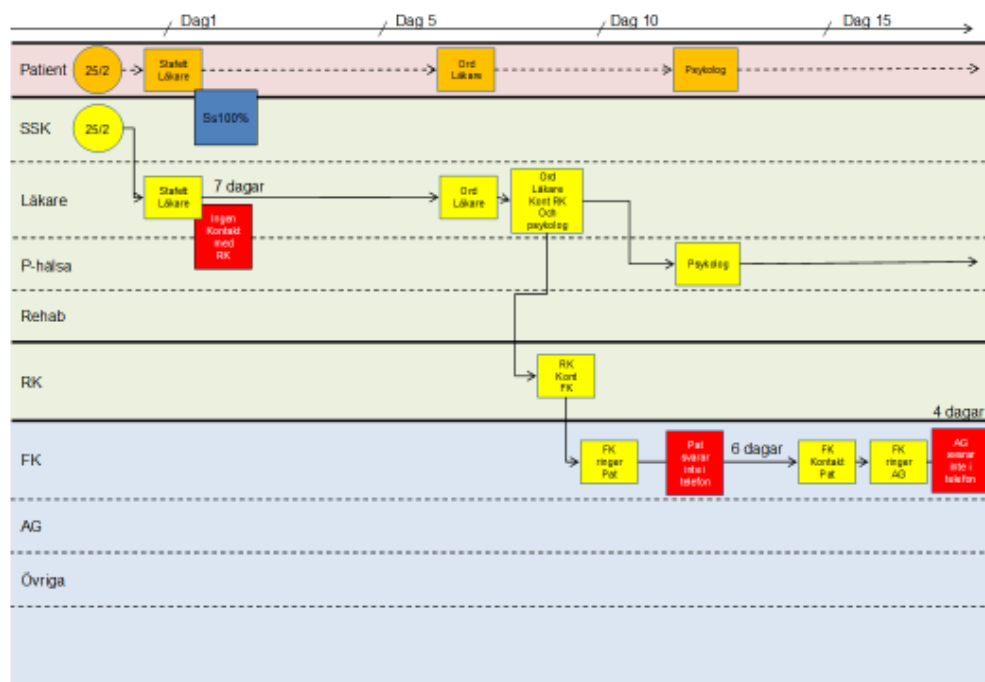 Dag1
Dag 5
Dag 10
Dag 15
Patient
25/2
Stafett
Läkare
Ord
Läkare
Psykolog
Ss100%
SSK
25/2
Läkare
Stafett
Läkare
7 dagar
Ord
Läkare
Ord
Läkare
Kont RK
Och
psykolog
Ingen
Kontakt
med
RK
P-hälsa
Psykolog
Rehab
RK
RK
Kont
FK
4 dagar
FK
FK
ringer
Pat
Pat
svarar
inte i
telefon
6 dagar
FK
Kontakt
Pat
FK
ringer
AG
AG
svarar
inte i
telefon
AG
Övriga